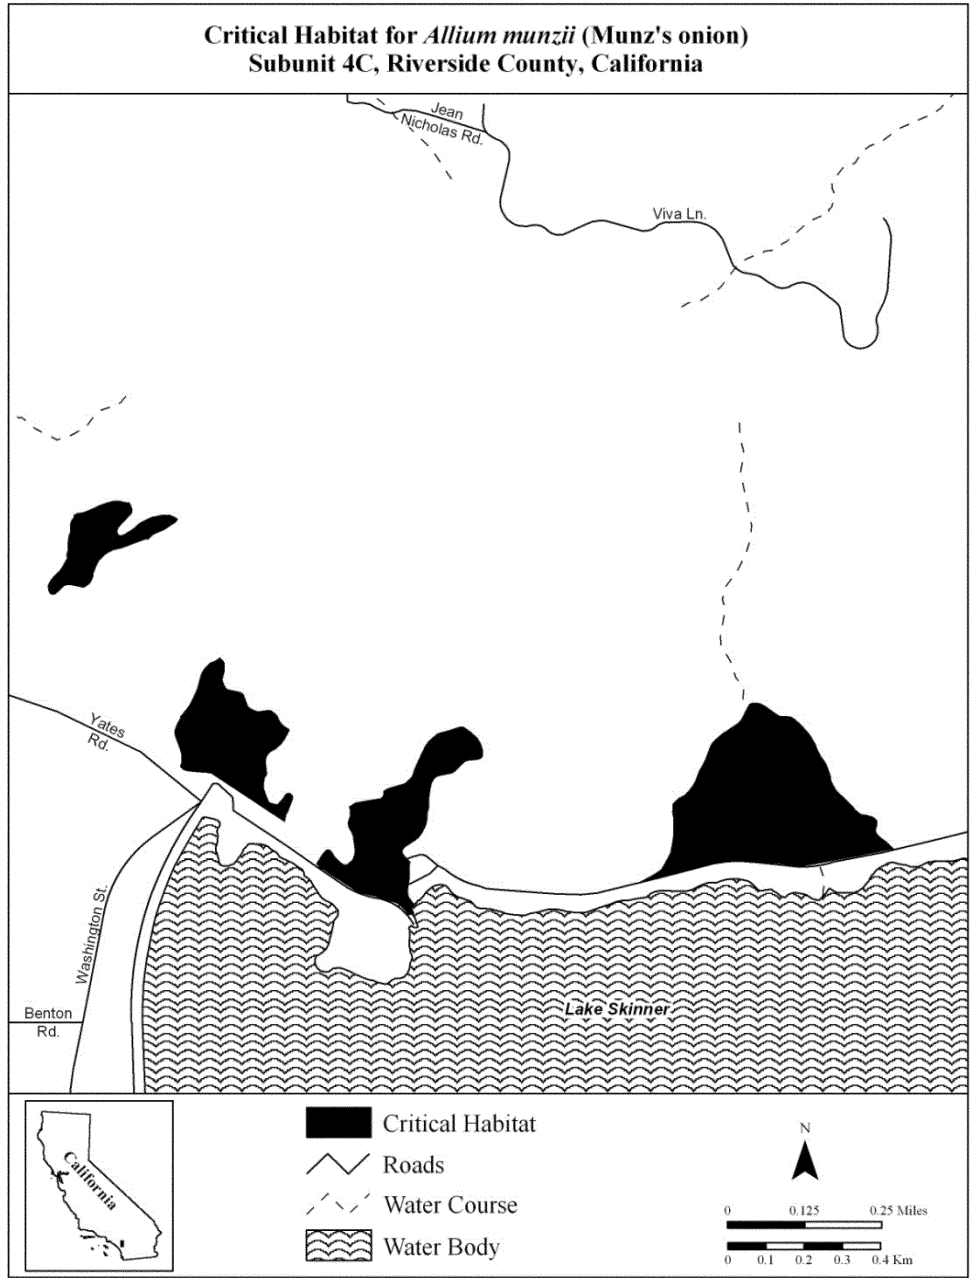 Critical Habitat for Allium munzii (Munz's onion)
Subunit 4C, Riverside County, California
Jean
Nicholas Rd.
Viva Ln.
Yates
Rd.
Washington St.
Benton
Rd.
Lake Skinner
California
Critical Habitat
Roads
Water Course
Water Body
N
0 0.125 0.25 Miles
0 0.1 0.2 0.3 0.4 Km